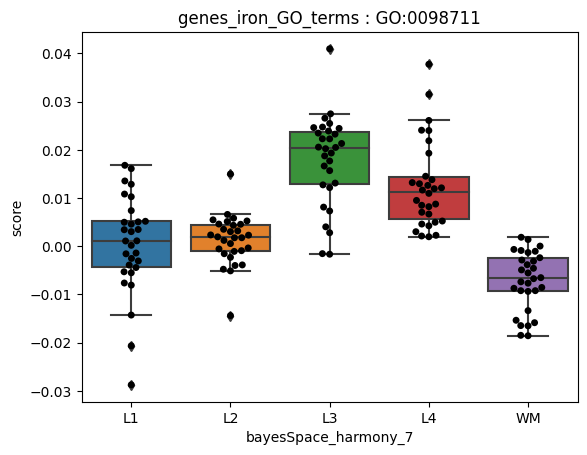 genes_iron_GO_terms : GO:0098711
0.04
0.03
0.02
0.01
0.00
−0.01
−0.02
−0.03
score
L1 L2 L3 L4 WM
bayesSpace_harmony_7